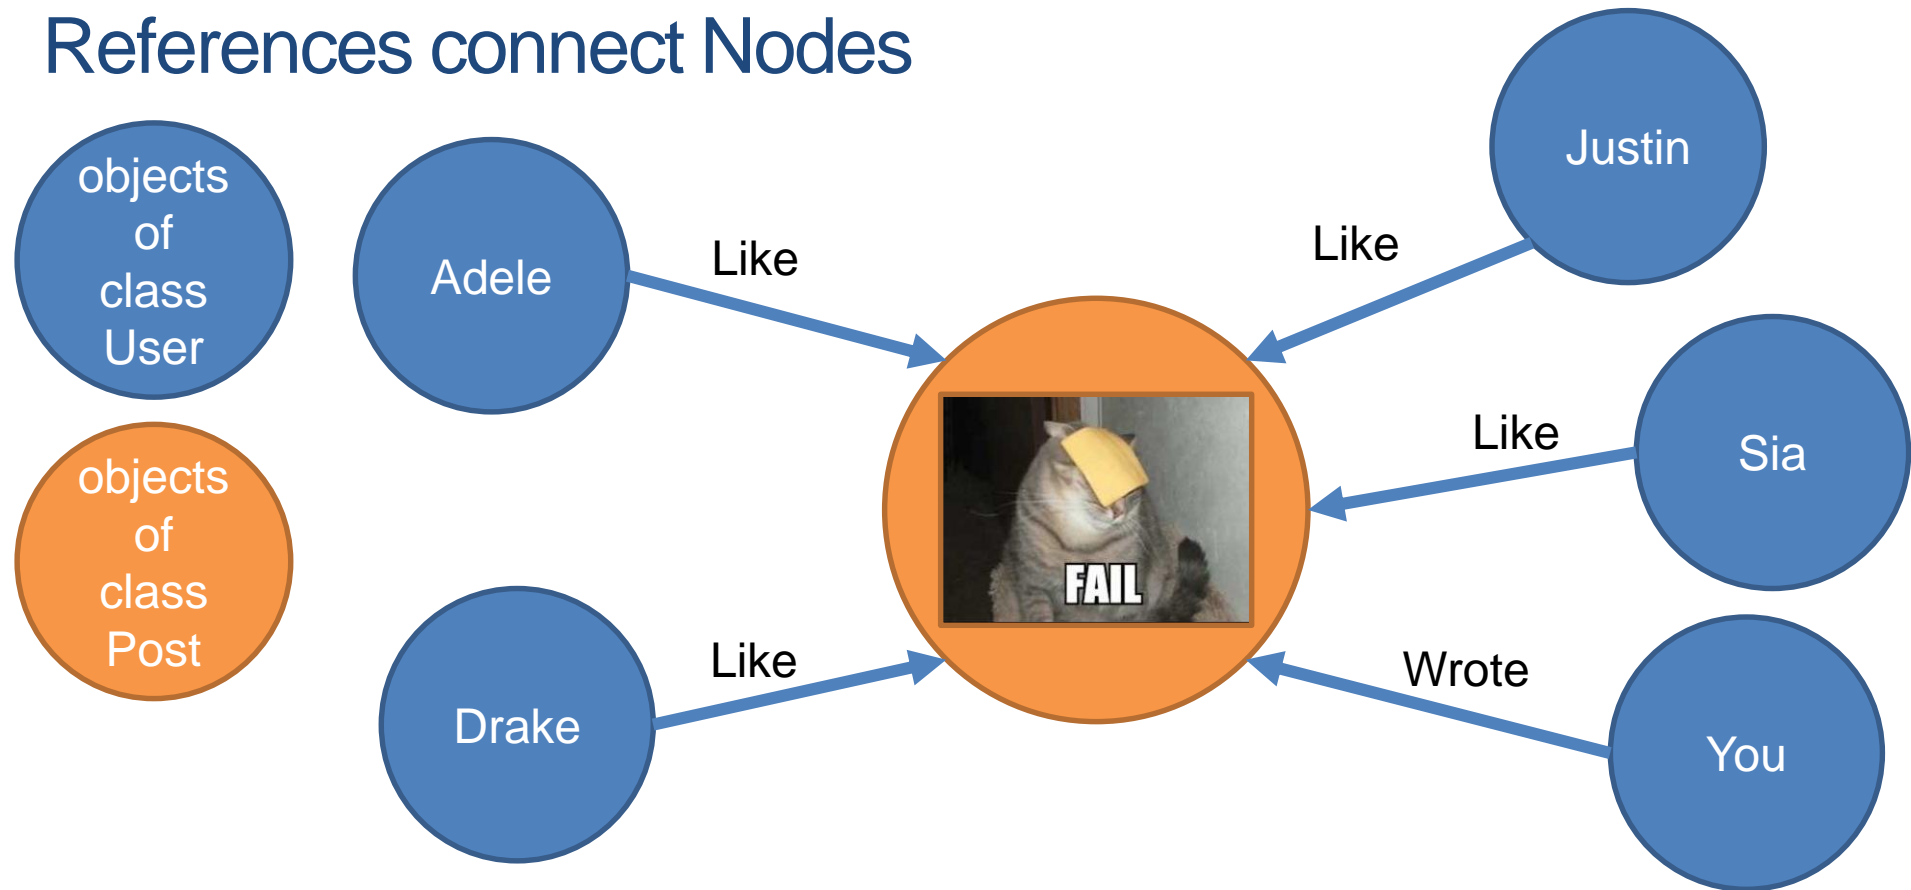 References connect Nodes
objects
of
class
User
objects
of
class
Post
Adele
Like
Drake
Like
FAIL
Justin
Like
Sia
Like
You
Wrote